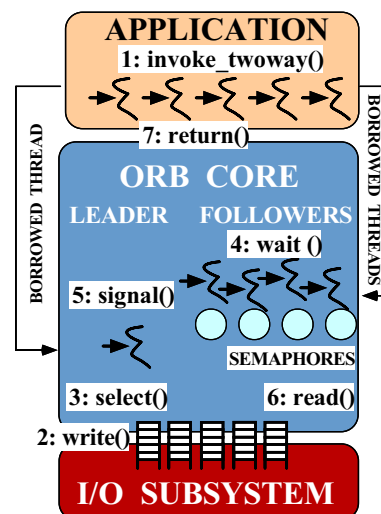 APPLICATION
1: invoke_twoway()
7: return()
BORROWED THREAD
BORROWED THREADS
ORB CORE
LEADER FOLLOWERS
4: wait ()
5: signal()
SEMAPHORES
3: select()
6: read()
2: write()
I/O SUBSYSTEM